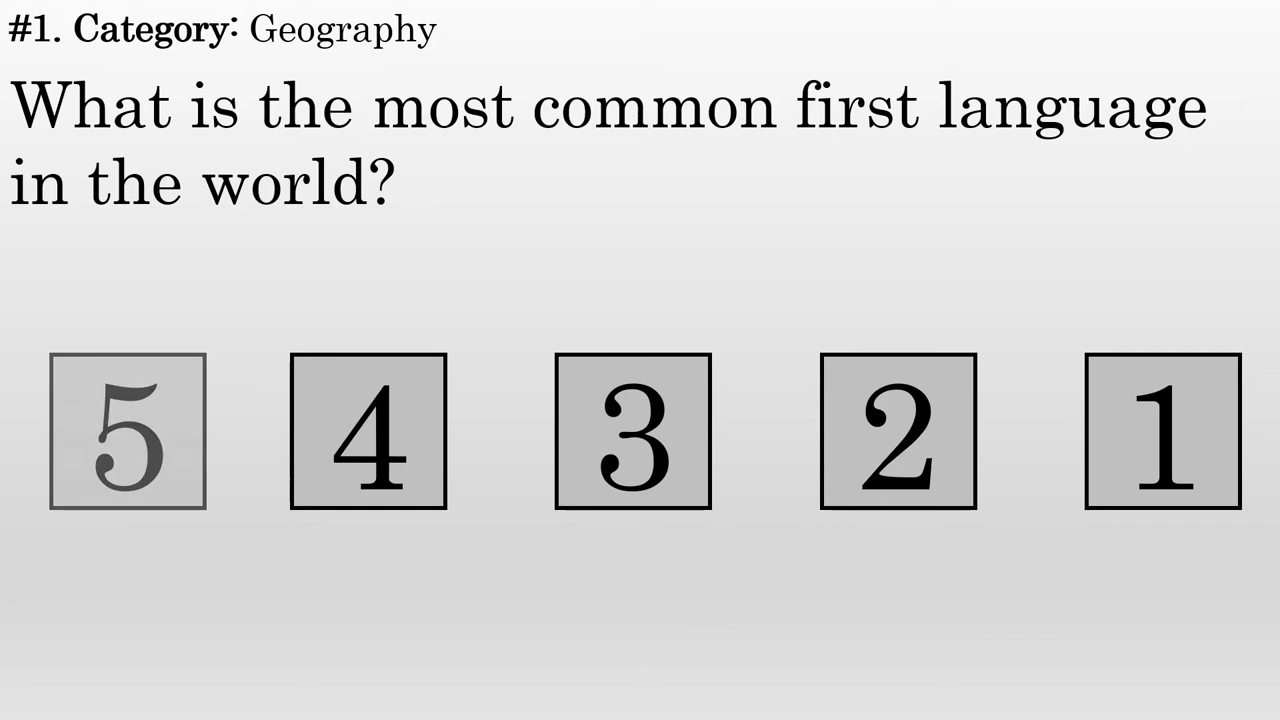 #1. Category: Geography
What is the most common first language
in the world?
5 4 3 2 1